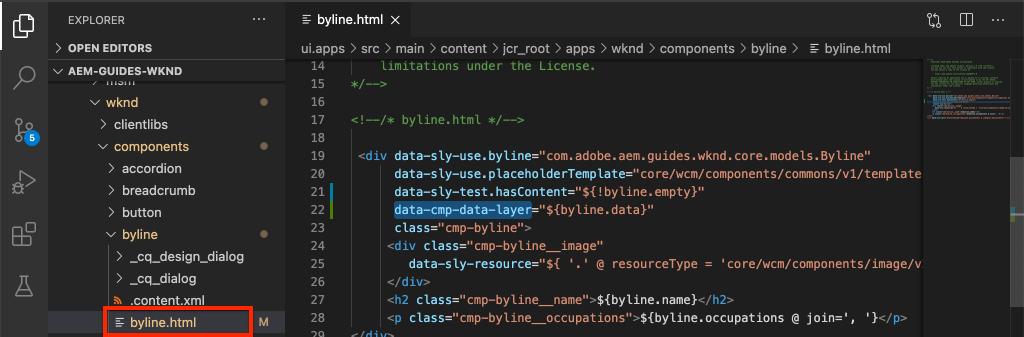 EXPLORER
OPEN EDITORS
AEM-GUIDES-WKND
wknd
clientlibs
components
accordion
breadcrumb
button
byline
_cq_design_dialog
_cq_dialog
.content.xml
byline.html M
5
byline.html
ui.apps > src > main > content > jcr_root > apps > wknd > components > byline > byline.html
14 limitations under the License.
15 */-->
16
17 <!--/* byline.html */-->
18
19 <div data-sly-use.byline="com.adobe.aem.guides.wknd.core.models.Byline"
20 data-sly-use.placeholderTemplate="core/wcm/components/commons/v1/template
21 data-sly-test.hasContent="${!byline.empty}"
22 data-cmp-data-layer="${byline.data}"
23 class="cmp-byline">
24 <div class="cmp-byline__image"
25 data-sly-resource="${ '.' @ resourceType = 'core/wcm/components/image/v
26 </div>
27 <h2 class="cmp-byline__name">${byline.name}</h2>
28 <p class="cmp-byline__occupations">${byline.occupations @ join=', '}</p>
29 </div>